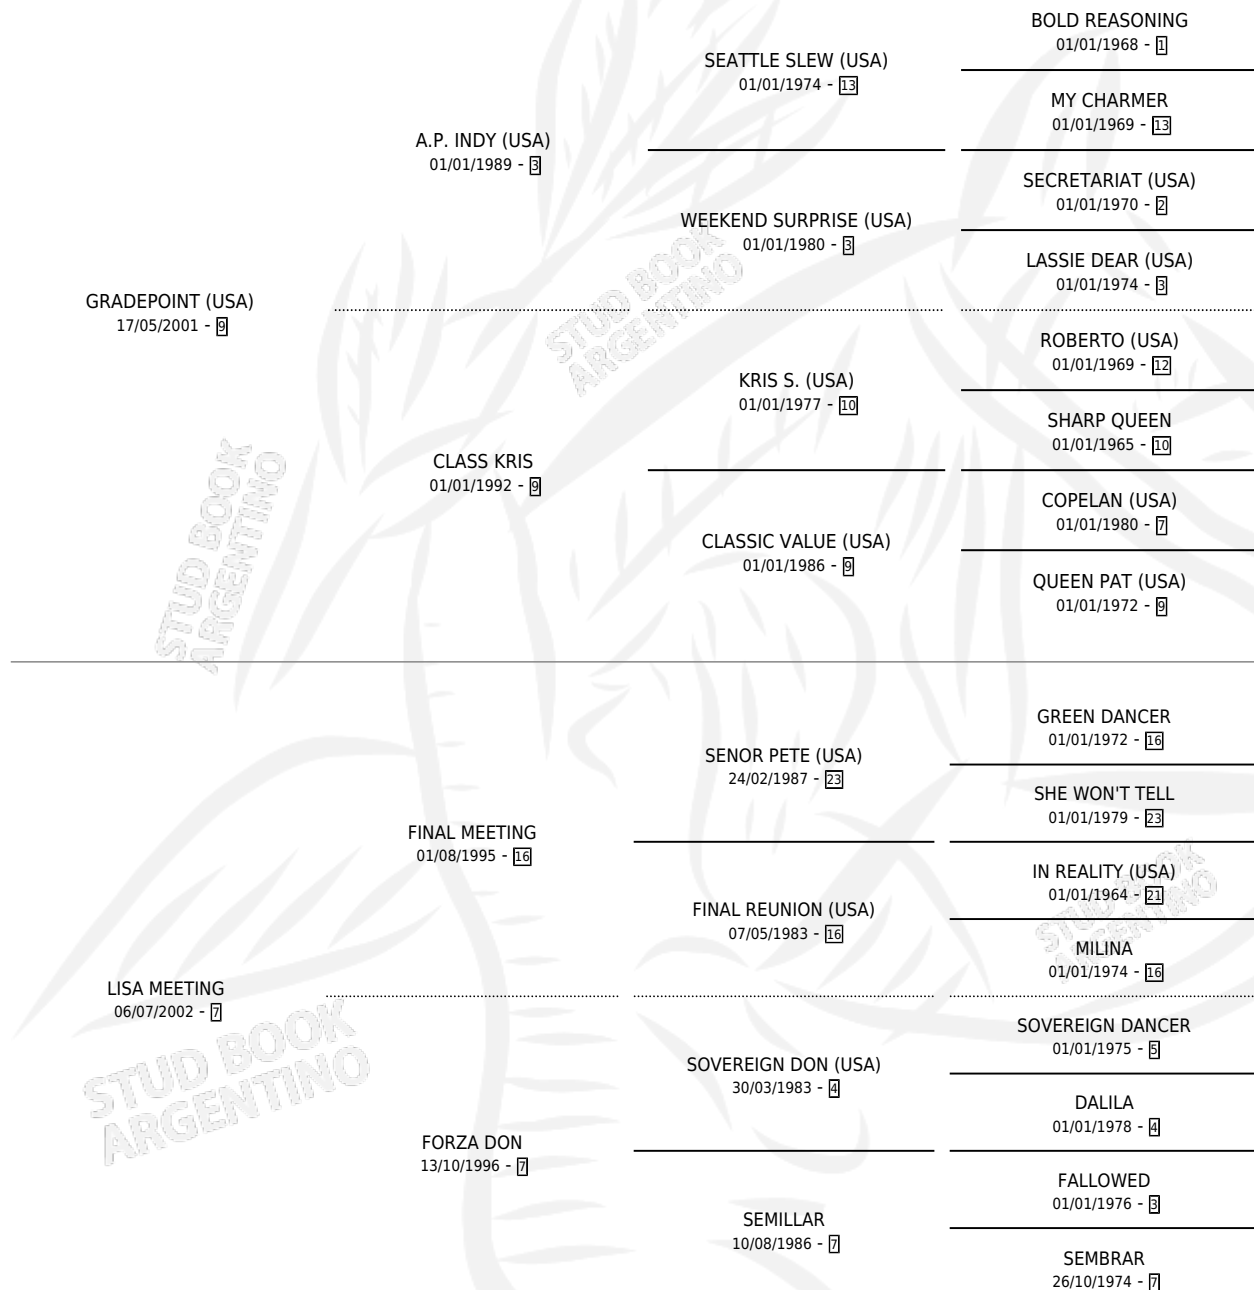 BOLD REASONING
01/01/1968 - 1
SEATTLE SLEW (USA)
01/01/1974 - 13
MY CHARMER
01/01/1969 - 13
A.P. INDY (USA)
01/01/1989 - 3
SECRETARIAT (USA)
01/01/1970 - 2
WEEKEND SURPRISE (USA)
01/01/1980 - 3
LASSIE DEAR (USA)
01/01/1974 - 3
GRADEPOINT (USA)
17/05/2001 - 9
ROBERTO (USA)
01/01/1969 - 12
KRIS S. (USA)
01/01/1977 - 10
SHARP QUEEN
01/01/1965 - 10
CLASS KRIS
01/01/1992 - 9
COPELAN (USA)
01/01/1980 - 7
CLASSIC VALUE (USA)
01/01/1986 - 9
QUEEN PAT (USA)
01/01/1972 - 9
GREEN DANCER
01/01/1972 - 16
SENOR PETE (USA)
24/02/1987 - 23
SHE WON'T TELL
01/01/1979 - 23
FINAL MEETING
01/08/1995 - 16
IN REALITY (USA)
01/01/1964 - 21
FINAL REUNION (USA)
07/05/1983 - 16
MILINA
01/01/1974 - 16
LISA MEETING
06/07/2002 - 7
SOVEREIGN DANCER
01/01/1975 - 5
SOVEREIGN DON (USA)
30/03/1983 - 4
DALILA
01/01/1978 - 4
FORZA DON
13/10/1996 - 7
FALLOWED
01/01/1976 - 3
SEMILLAR
10/08/1986 - 7
SEMBRAR
26/10/1974 - 7
STUD BOOK
ARGENTINO
STUD BOOK
ARGENTINO
STUD BOOK
ARGENTINO
STUD BOOK
ARGENTINO